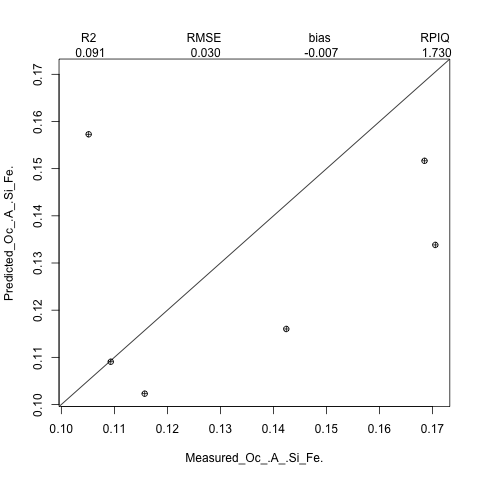 R2 RMSE bias RPIQ
0.091 0.030 -0.007 1.730
Predicted_Oc_.A_.Si_Fe.
0.17
0.16
0.15
0.14
0.13
0.12
0.11
0.10
0.10 0.11 0.12 0.13 0.14 0.15 0.16 0.17
Measured_Oc_.A_.Si_Fe.